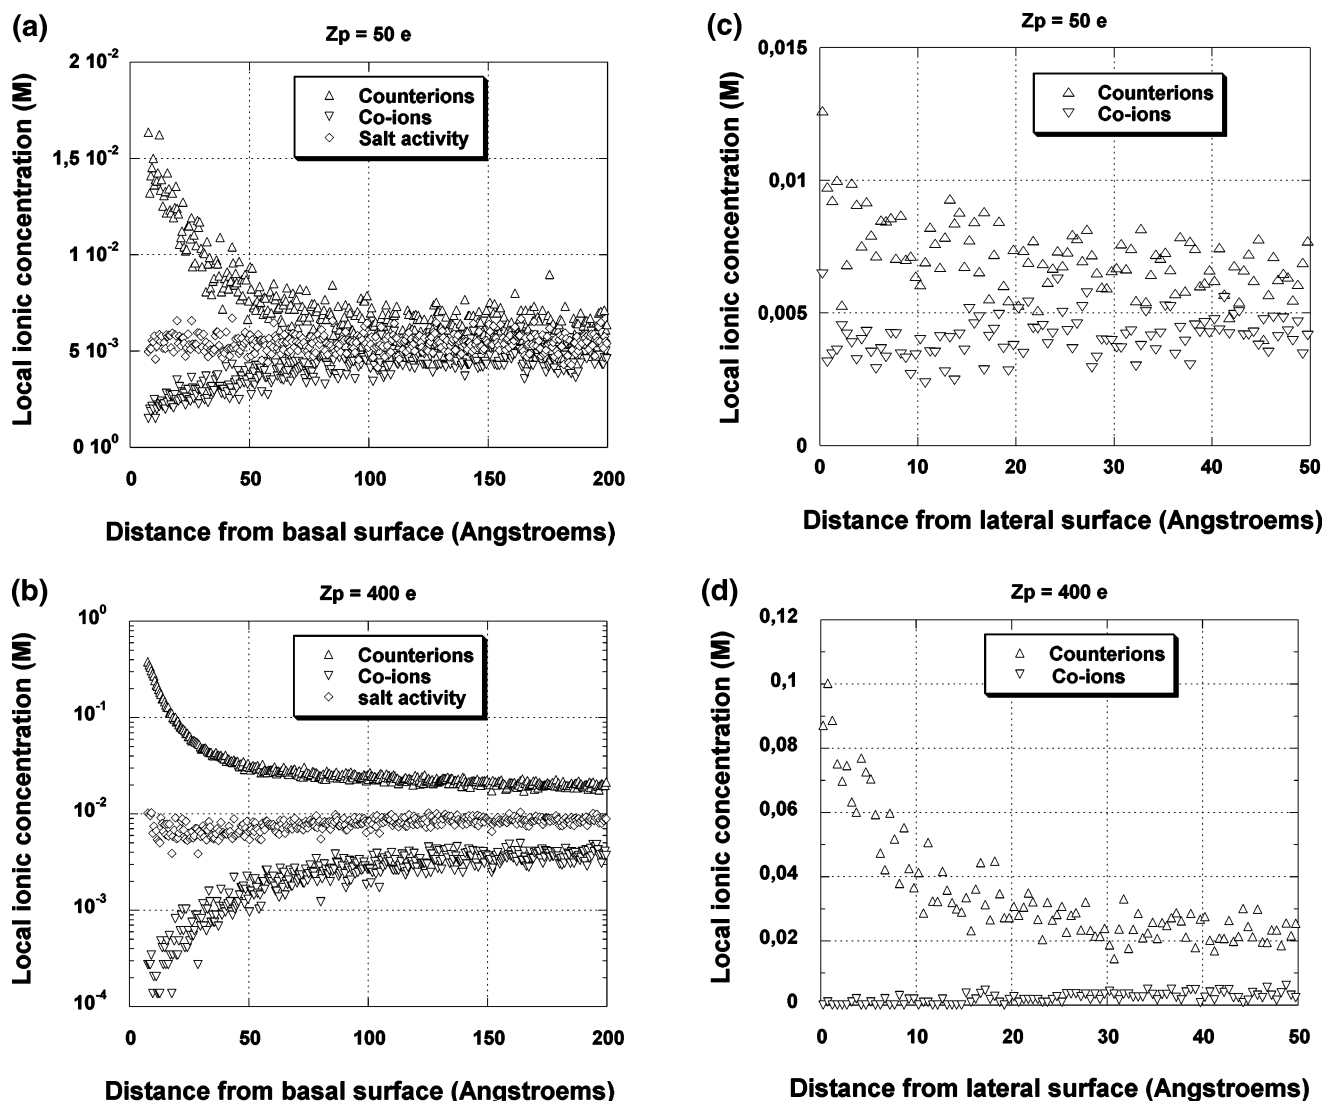 (a)
Zp = 50 e
2 10⁻²
1,5 10⁻²
1 10⁻²
5 10⁻³
0 10⁰
Local ionic concentration (M)
Counterions
Co-ions
Salt activity
0 50 100 150 200
Distance from basal surface (Angstroems)
(c)
Zp = 50 e
0,015
0,01
0,005
0
Local ionic concentration (M)
Counterions
Co-ions
0 10 20 30 40 50
Distance from lateral surface (Angstroems)
(b)
Zp = 400 e
10⁰
10⁻¹
10⁻²
10⁻³
10⁻⁴
Local ionic concentration (M)
Counterions
Co-ions
salt activity
0 50 100 150 200
Distance from basal surface (Angstroems)
(d)
Zp = 400 e
0,12
0,1
0,08
0,06
0,04
0,02
0
Local ionic concentration (M)
Counterions
Co-ions
0 10 20 30 40 50
Distance from lateral surface (Angstroems)